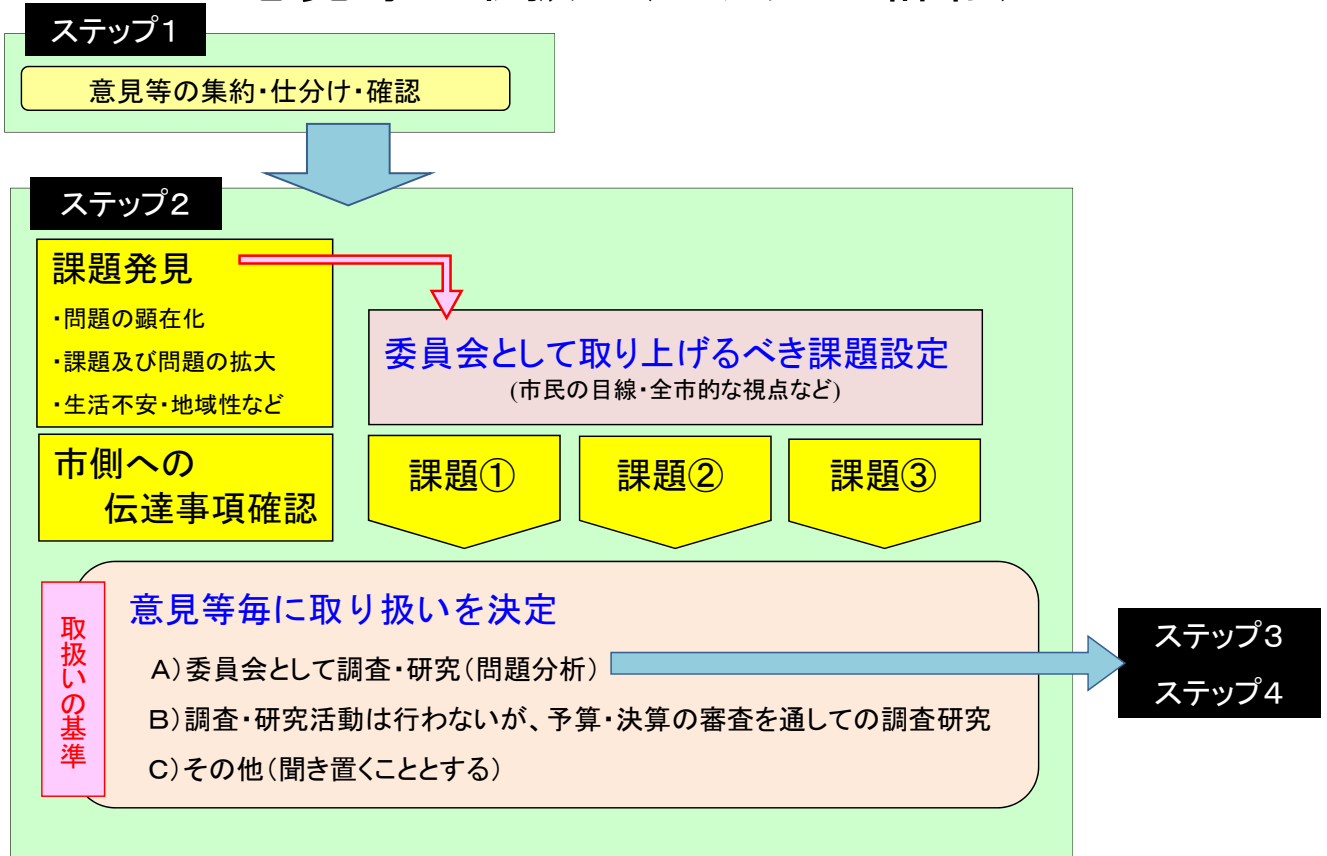 ステップ1
意見等の集約・仕分け・確認
ステップ2
課題発見
・問題の顕在化
・課題及び問題の拡大
・生活不安・地域性など
委員会として取り上げるべき課題設定
(市民の目線・全市的な視点など)
市側への
伝達事項確認
課題①
課題②
課題③
取扱いの基準
意見等毎に取り扱いを決定
A)委員会として調査・研究(問題分析)
B)調査・研究活動は行わないが、予算・決算の審査を通しての調査研究
C)その他(聞き置くこととする)
ステップ3
ステップ4